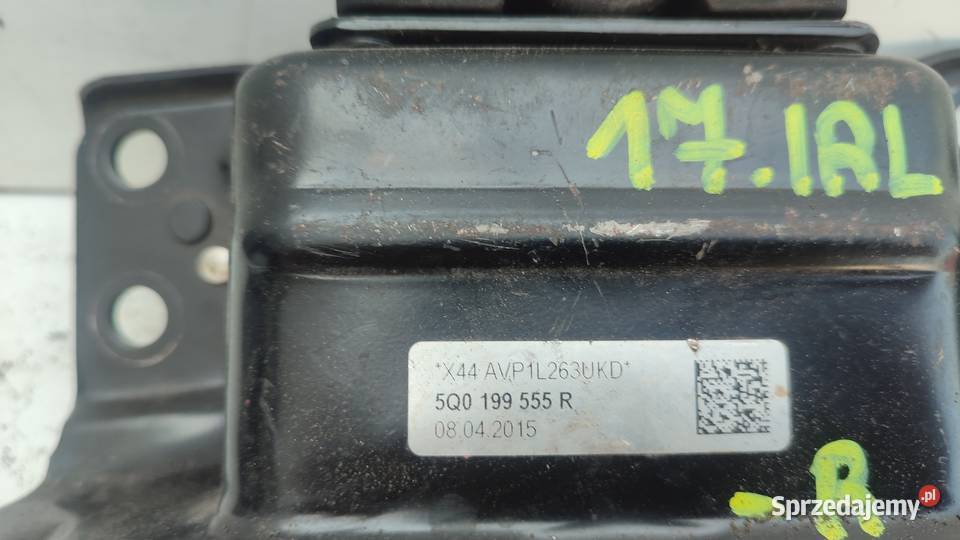 17.IRL
*X44 AVP1L263UKD*
5Q0 199 555 R
08.04.2015
-R
Sprzedajemy.pl